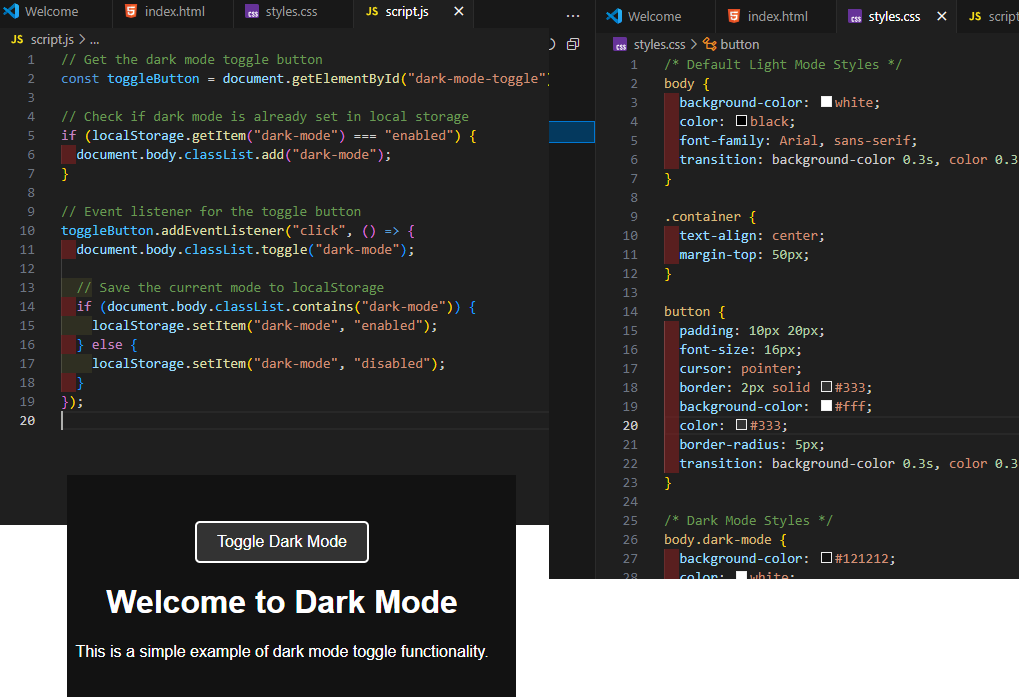 Welcome
index.html
styles.css
JS script.js
JS script.js > ...
1 // Get the dark mode toggle button
2 const toggleButton = document.getElementById("dark-mode-toggle")
3
4 // Check if dark mode is already set in local storage
5 if (localStorage.getItem("dark-mode") === "enabled") {
6 document.body.classList.add("dark-mode");
7 }
8
9 // Event listener for the toggle button
10 toggleButton.addEventListener("click", () => {
11 document.body.classList.toggle("dark-mode");
12
13 // Save the current mode to localStorage
14 if (document.body.classList.contains("dark-mode")) {
15 localStorage.setItem("dark-mode", "enabled");
16 } else {
17 localStorage.setItem("dark-mode", "disabled");
18 }
19 });
20
Toggle Dark Mode
Welcome to Dark Mode
This is a simple example of dark mode toggle functionality.
Welcome
index.html
css styles.css
JS script
css styles.css > button
1 /* Default Light Mode Styles */
2 body {
3 background-color: white;
4 color: black;
5 font-family: Arial, sans-serif;
6 transition: background-color 0.3s, color 0.3
7 }
8
9 .container {
10 text-align: center;
11 margin-top: 50px;
12 }
13
14 button {
15 padding: 10px 20px;
16 font-size: 16px;
17 cursor: pointer;
18 border: 2px solid #333;
19 background-color: #fff;
20 color: #333;
21 border-radius: 5px;
22 transition: background-color 0.3s, color 0.3
23 }
24
25 /* Dark Mode Styles */
26 body.dark-mode {
27 background-color: #121212;
28 color: white;